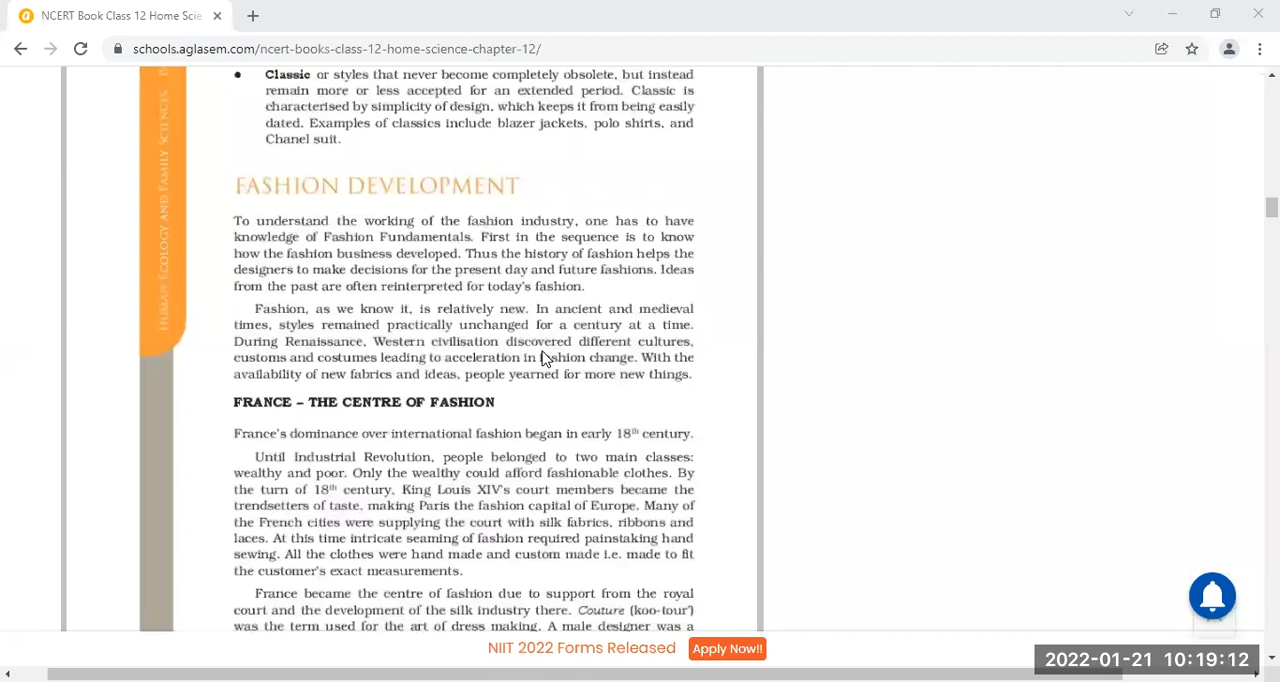 NCERT Book Class 12 Home Scie
schools.aglasem.com/ncert-books-class-12-home-science-chapter-12/
HUMAN ECOLOGY AND FAMILY SCIENCES
• Classic or styles that never become completely obsolete, but instead
remain more or less accepted for an extended period. Classic is
characterised by simplicity of design, which keeps it from being easily
dated. Examples of classics include blazer jackets, polo shirts, and
Chanel suit.
FASHION DEVELOPMENT
To understand the working of the fashion industry, one has to have
knowledge of Fashion Fundamentals. First in the sequence is to know
how the fashion business developed. Thus the history of fashion helps the
designers to make decisions for the present day and future fashions. Ideas
from the past are often reinterpreted for today's fashion.
Fashion, as we know it, is relatively new. In ancient and medieval
times, styles remained practically unchanged for a century at a time.
During Renaissance, Western civilisation discovered different cultures,
customs and costumes leading to acceleration in fashion change. With the
availability of new fabrics and ideas, people yearned for more new things.
FRANCE – THE CENTRE OF FASHION
France's dominance over international fashion began in early 18th century.
Until Industrial Revolution, people belonged to two main classes:
wealthy and poor. Only the wealthy could afford fashionable clothes. By
the turn of 18th century, King Louis XIV's court members became the
trendsetters of taste, making Paris the fashion capital of Europe. Many of
the French cities were supplying the court with silk fabrics, ribbons and
laces. At this time intricate seaming of fashion required painstaking hand
sewing. All the clothes were hand made and custom made i.e. made to fit
the customer's exact measurements.
France became the centre of fashion due to support from the royal
court and the development of the silk industry there. Couture (koo-tour')
was the term used for the art of dress making. A male designer was a
NIIT 2022 Forms Released Apply Now!!
2022-01-21 10:19:12